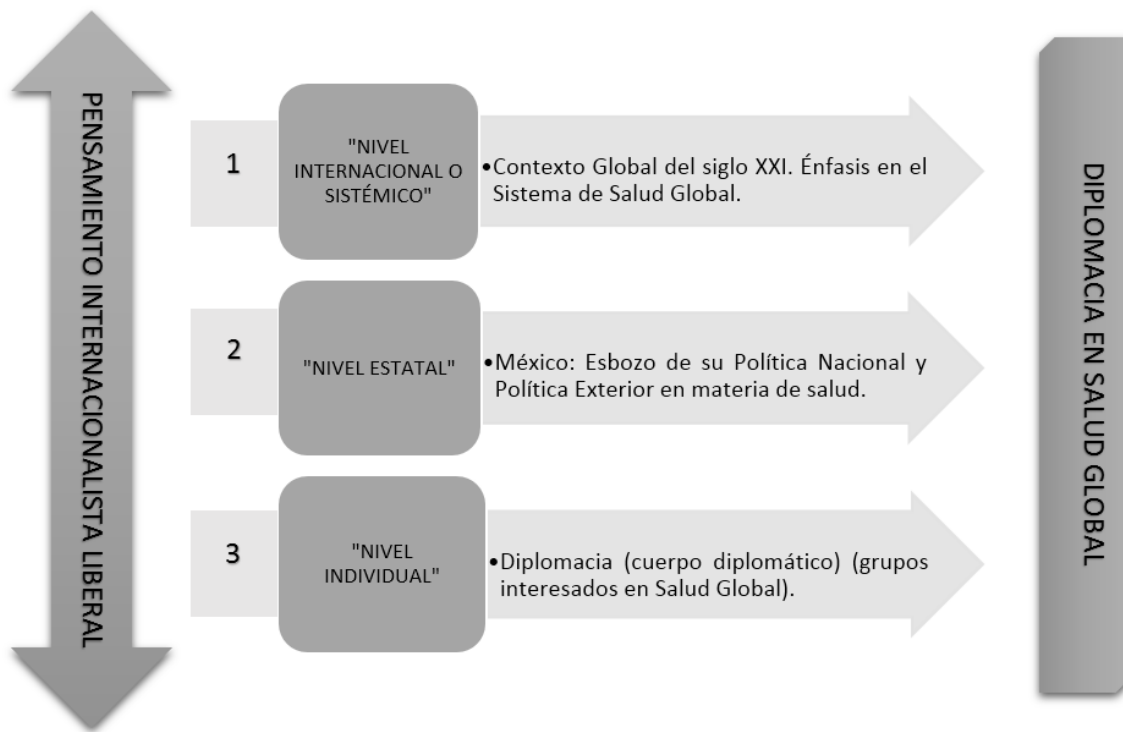 PENSAMIENTO INTERNACIONALISTA LIBERAL
1
"NIVEL
INTERNACIONAL O
SISTÉMICO"
•Contexto Global del siglo XXI. Énfasis en el
Sistema de Salud Global.
2
"NIVEL ESTATAL"
•México: Esbozo de su Política Nacional y
Política Exterior en materia de salud.
3
"NIVEL
INDIVIDUAL"
•Diplomacia (cuerpo diplomático) (grupos
interesados en Salud Global).
DIPLOMACIA EN SALUD GLOBAL